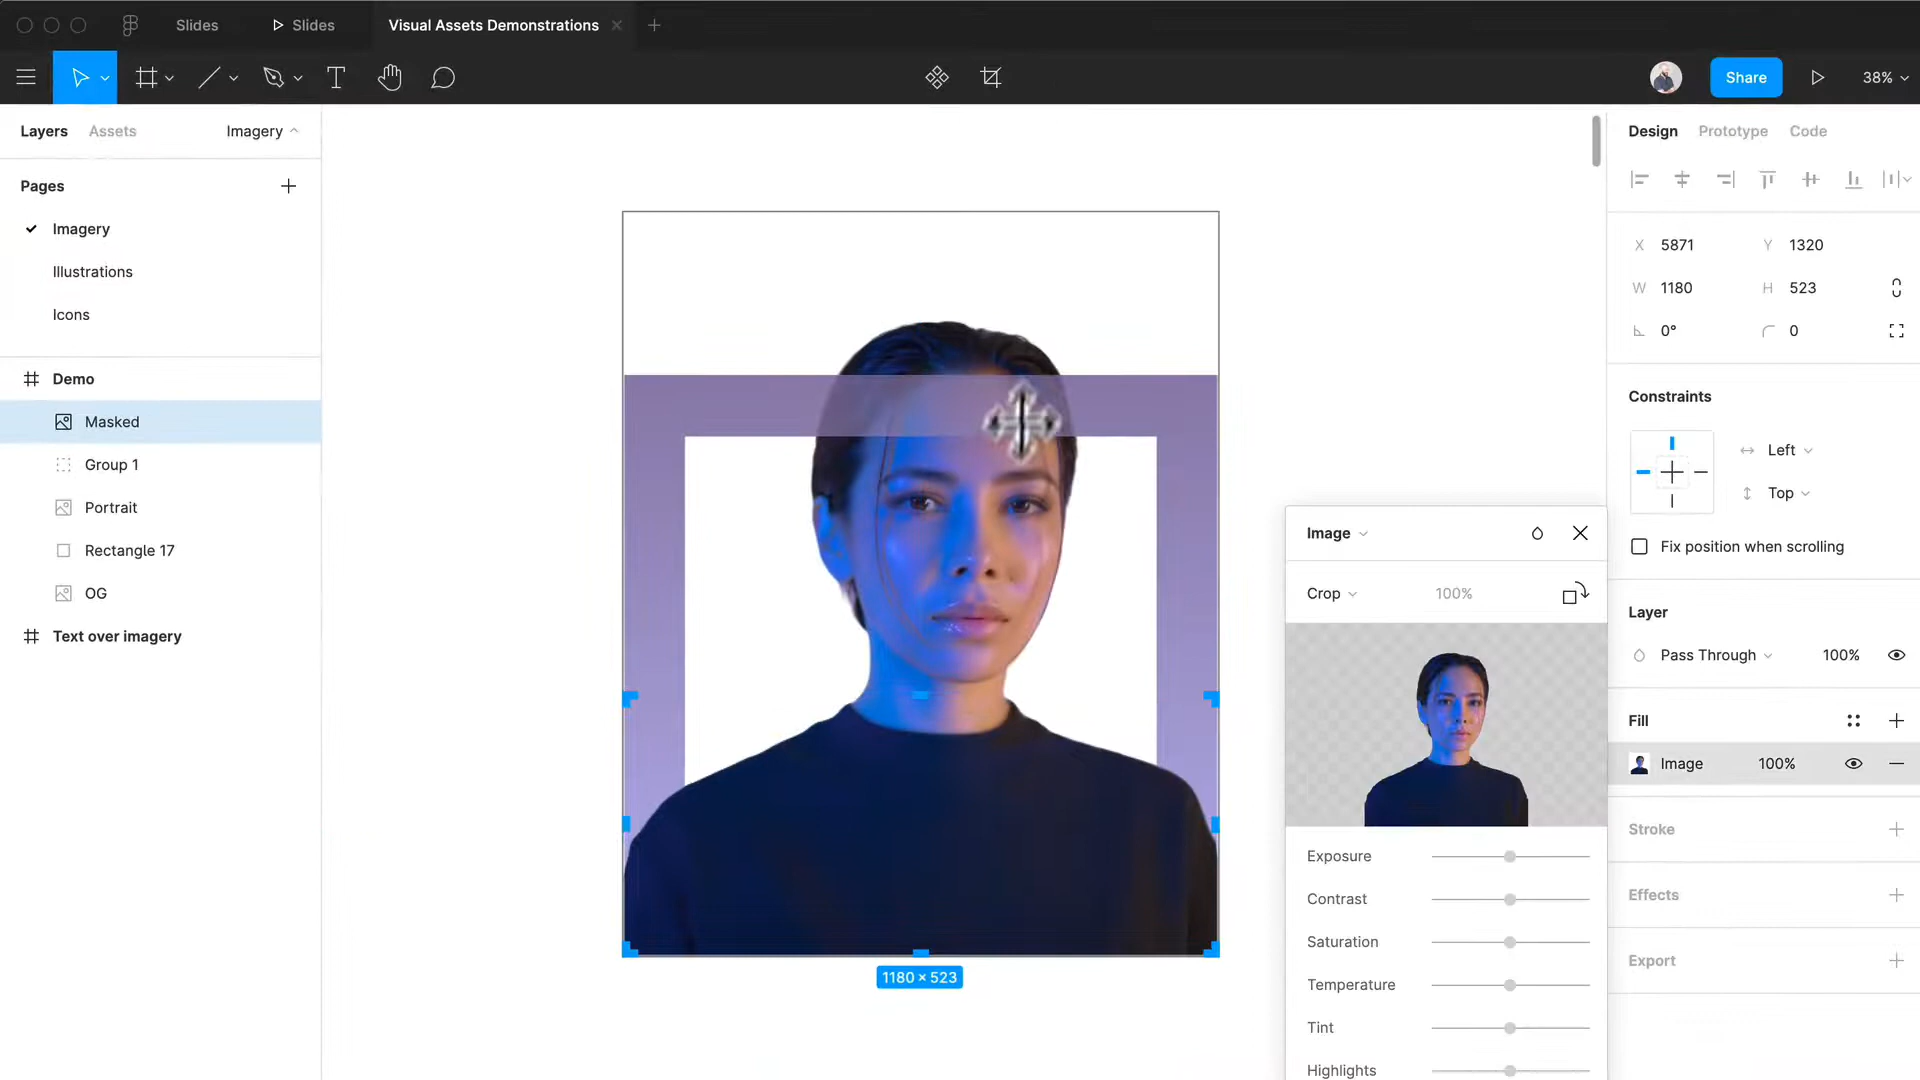 Slides
Slides
Visual Assets Demonstrations
Share
38%
Layers
Assets
Imagery
Design
Prototype
Code
Pages
Imagery
Illustrations
Icons
X 5871
Y 1320
W 1180
H 523
0°
0
Demo
Masked
Group 1
Portrait
Rectangle 17
OG
Text over imagery
Constraints
Left
Top
Fix position when scrolling
Image
Crop
100%
Layer
Pass Through
100%
Fill
Image
100%
Exposure
Contrast
Saturation
Temperature
Tint
Highlights
Stroke
Effects
Export
1180 × 523